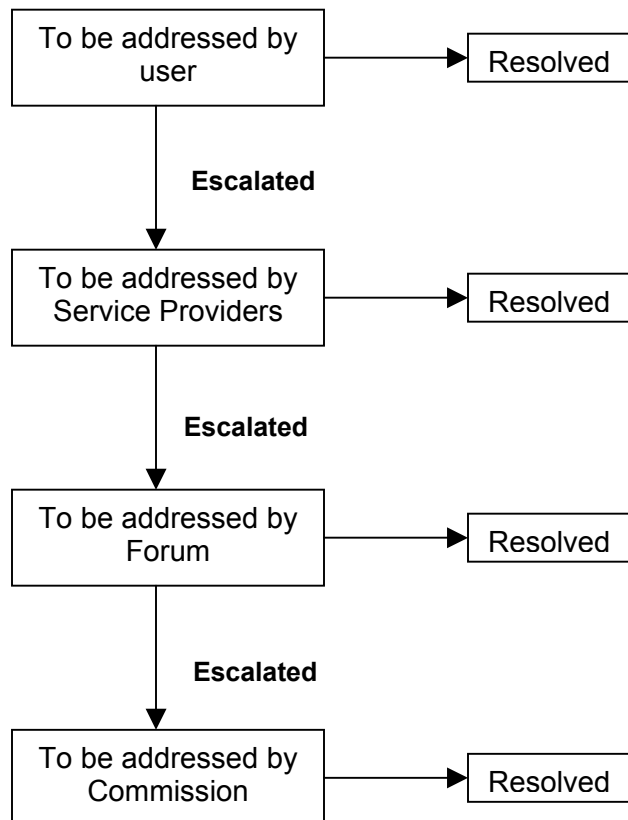 To be addressed by
user
Resolved
Escalated
To be addressed by
Service Providers
Resolved
Escalated
To be addressed by
Forum
Resolved
Escalated
To be addressed by
Commission
Resolved